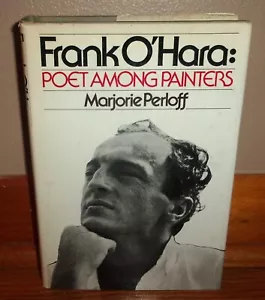 Frank O'Hara:
POET AMONG PAINTERS
Marjorie Perloff